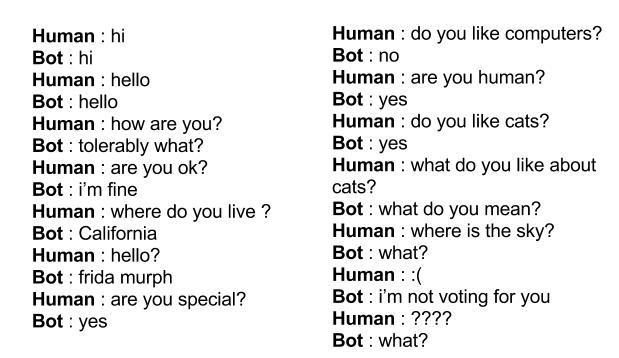 Human : hi
Bot : hi
Human : hello
Bot : hello
Human : how are you?
Bot : tolerably what?
Human : are you ok?
Bot : i'm fine
Human : where do you live ?
Bot : California
Human : hello?
Bot : frida murph
Human : are you special?
Bot : yes
Human : do you like computers?
Bot : no
Human : are you human?
Bot : yes
Human : do you like cats?
Bot : yes
Human : what do you like about
cats?
Bot : what do you mean?
Human : where is the sky?
Bot : what?
Human : :(
Bot : i'm not voting for you
Human : ????
Bot : what?